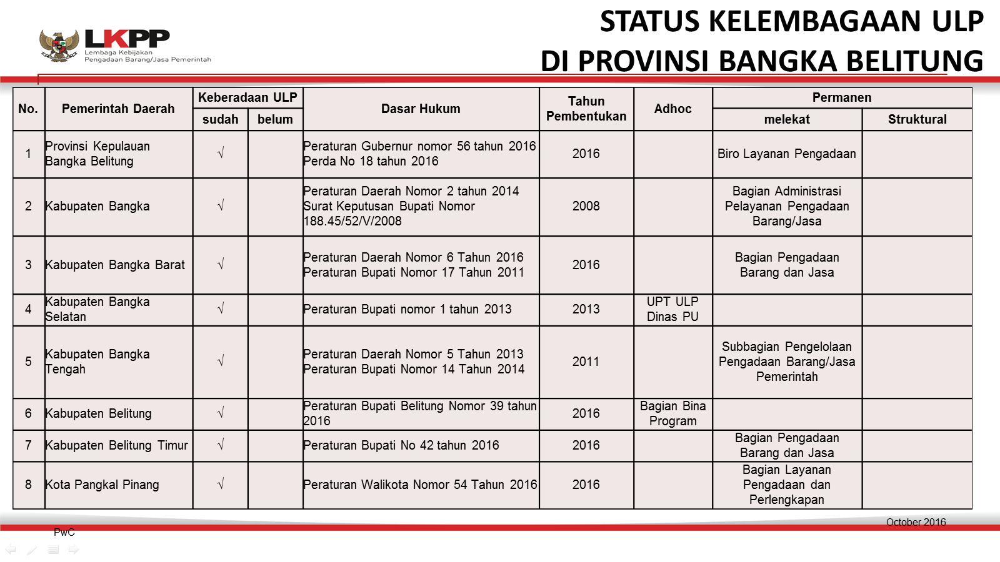 STATUS KELEMBAGAAN ULP
DI PROVINSI BANGKA BELITUNG
LKPP
Lembaga Kebijakan
Pengadaan Barang/Jasa Pemerintah
No.
Pemerintah Daerah
Keberadaan ULP
sudah
belum
Dasar Hukum
Tahun
Pembentukan
Adhoc
Permanen
melekat
Struktural
1
Provinsi Kepulauan
Bangka Belitung
√
Peraturan Gubernur nomor 56 tahun 2016
Perda No 18 tahun 2016
2016
Biro Layanan Pengadaan
2
Kabupaten Bangka
√
Peraturan Daerah Nomor 2 tahun 2014
Surat Keputusan Bupati Nomor
188.45/52/V/2008
2008
Bagian Administrasi
Pelayanan Pengadaan
Barang/Jasa
3
Kabupaten Bangka Barat
√
Peraturan Daerah Nomor 6 Tahun 2016
Peraturan Bupati Nomor 17 Tahun 2011
2016
Bagian Pengadaan
Barang dan Jasa
4
Kabupaten Bangka
Selatan
√
Peraturan Bupati nomor 1 tahun 2013
2013
UPT ULP
Dinas PU
5
Kabupaten Bangka
Tengah
√
Peraturan Daerah Nomor 5 Tahun 2013
Peraturan Bupati Nomor 14 Tahun 2014
2011
Subbagian Pengelolaan
Pengadaan Barang/Jasa
Pemerintah
6
Kabupaten Belitung
√
Peraturan Bupati Belitung Nomor 39 tahun
2016
2016
Bagian Bina
Program
7
Kabupaten Belitung Timur
√
Peraturan Bupati No 42 tahun 2016
2016
Bagian Pengadaan
Barang dan Jasa
8
Kota Pangkal Pinang
√
Peraturan Walikota Nomor 54 Tahun 2016
2016
Bagian Layanan
Pengadaan dan
Perlengkapan
October 2016
PwC